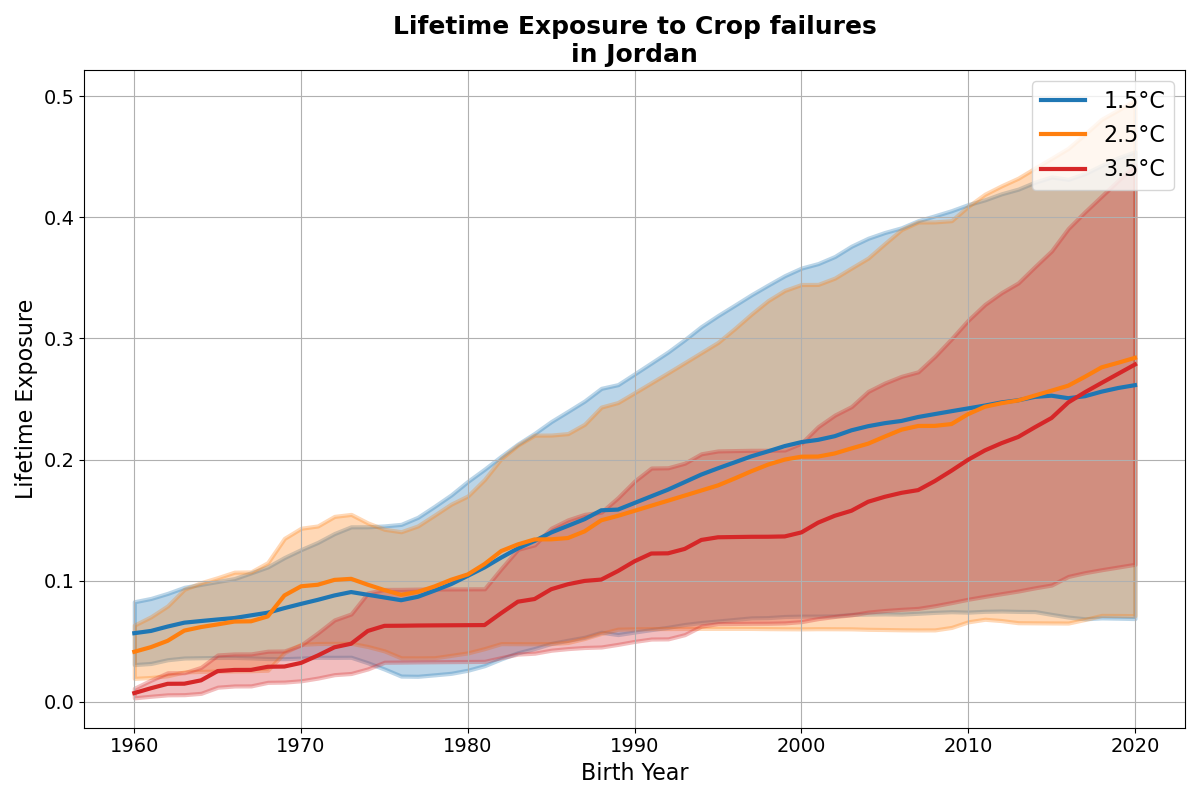 Lifetime Exposure to Crop failures
in Jordan
1.5°C
2.5°C
3.5°C
Lifetime Exposure
0.5
0.4
0.3
0.2
0.1
0.0
1960 1970 1980 1990 2000 2010 2020
Birth Year